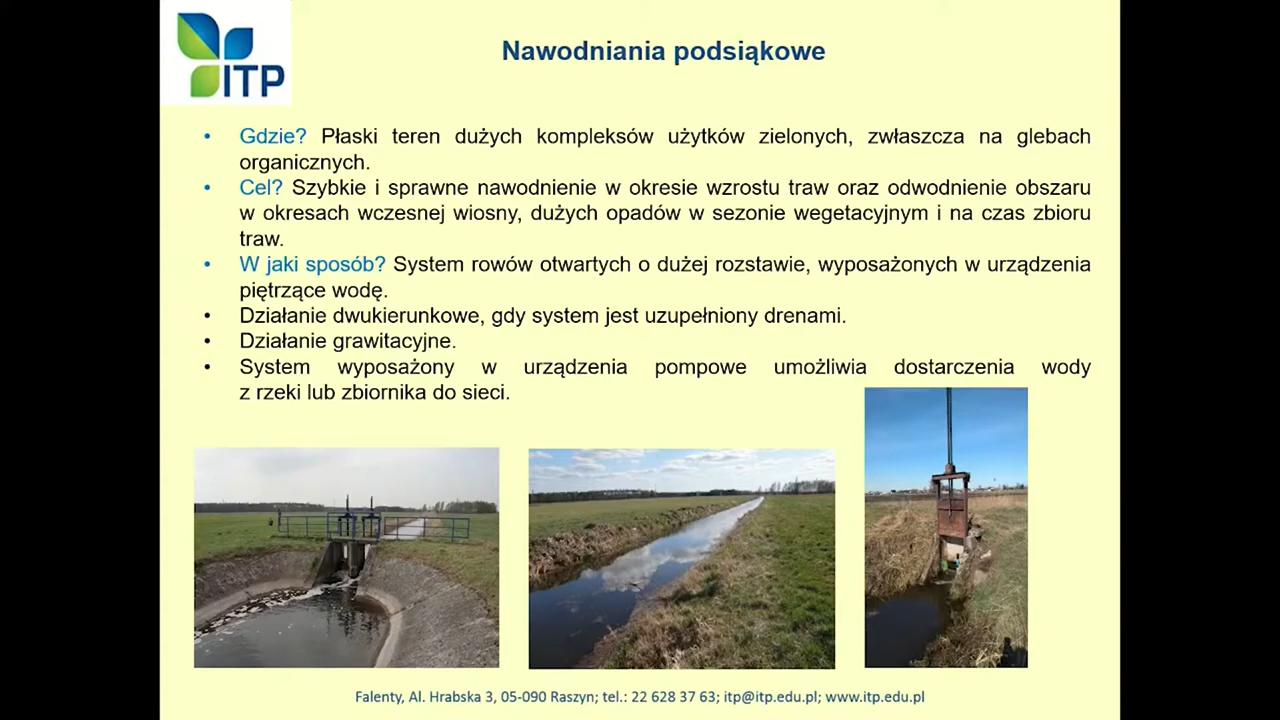 ITP
Nawodniania podsiąkowe
• Gdzie? Płaski teren dużych kompleksów użytków zielonych, zwłaszcza na glebach
organicznych.
• Cel? Szybkie i sprawne nawodnienie w okresie wzrostu traw oraz odwodnienie obszaru
w okresach wczesnej wiosny, dużych opadów w sezonie wegetacyjnym i na czas zbioru
traw.
• W jaki sposób? System rowów otwartych o dużej rozstawie, wyposażonych w urządzenia
piętrzące wodę.
• Działanie dwukierunkowe, gdy system jest uzupełniony drenami.
• Działanie grawitacyjne.
• System wyposażony w urządzenia pompowe umożliwia dostarczenia wody
z rzeki lub zbiornika do sieci.
Falenty, Al. Hrabska 3, 05-090 Raszyn; tel.: 22 628 37 63; itp@itp.edu.pl; www.itp.edu.pl